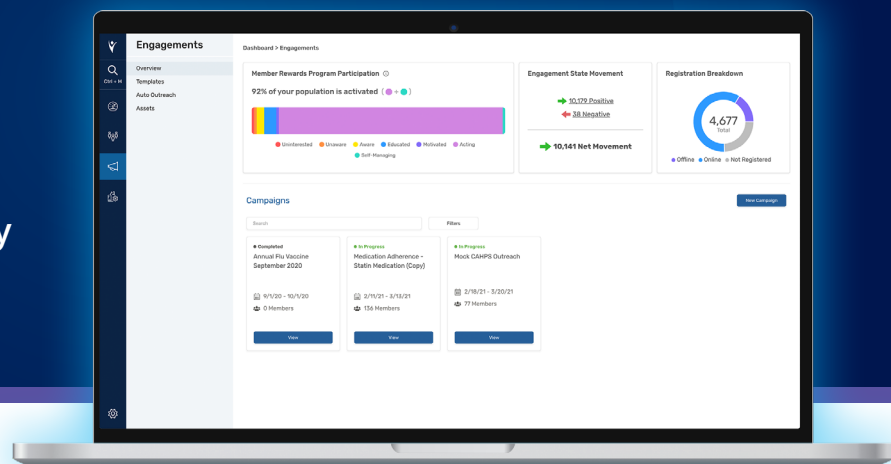 y
Engagements
Ctrl + M
Overview
Templates
Auto Outreach
Assets
Dashboard > Engagements
Member Rewards Program Participation
92% of your population is activated ( + )
Uninterested Unaware Aware Educated Motivated Acting
Self-Managing
Engagement State Movement
10,179 Positive
38 Negative
10,141 Net Movement
Registration Breakdown
4,677
Total
Offline Online Not Registered
Campaigns
New Campaign
Search
Filters
Completed
Annual Flu Vaccine
September 2020
9/1/20 - 10/1/20
0 Members
View
In Progress
Medication Adherence -
Statin Medication (Copy)
2/11/21 - 3/13/21
136 Members
View
In Progress
Mock CAHPS Outreach
2/18/21 - 3/20/21
77 Members
View